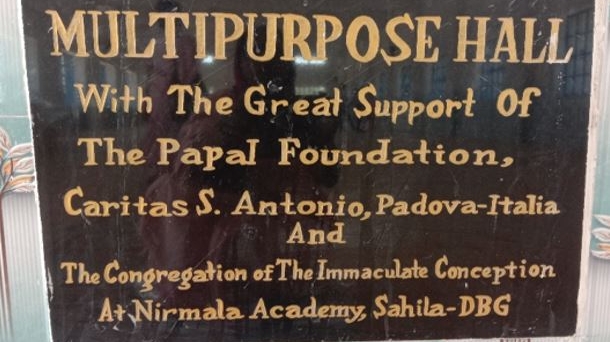 MULTIPURPOSE HALL
With The Great Support Of
The Papal Foundation,
Caritas S. Antonio, Padova-Italia
And
The Congregation of The Immaculate Conception
At Nirmala Academy, Sahila-DBG